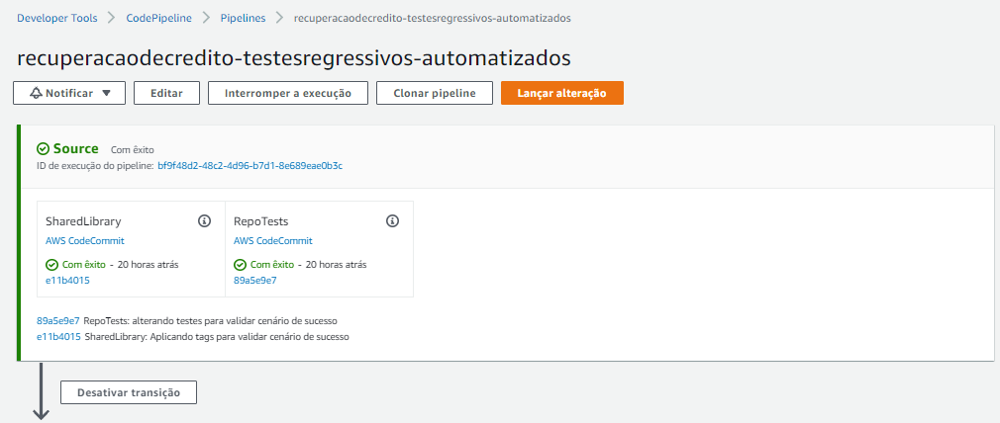 Developer Tools > CodePipeline > Pipelines > recuperacaodecredito-testesregressivos-automatizados
recuperacaodecredito-testesregressivos-automatizados
Notificar ▼ Editar Interromper a execução Clonar pipeline Lançar alteração
Source Com êxito
ID de execução do pipeline: bf9f48d2-48c2-4d96-b7d1-8e689eae0b3c
SharedLibrary RepoTests
AWS CodeCommit AWS CodeCommit
Com êxito - 20 horas atrás Com êxito - 20 horas atrás
e11b4015 89a5e9e7
89a5e9e7 RepoTests: alterando testes para validar cenário de sucesso
e11b4015 SharedLibrary: Aplicando tags para validar cenário de sucesso
Desativar transição